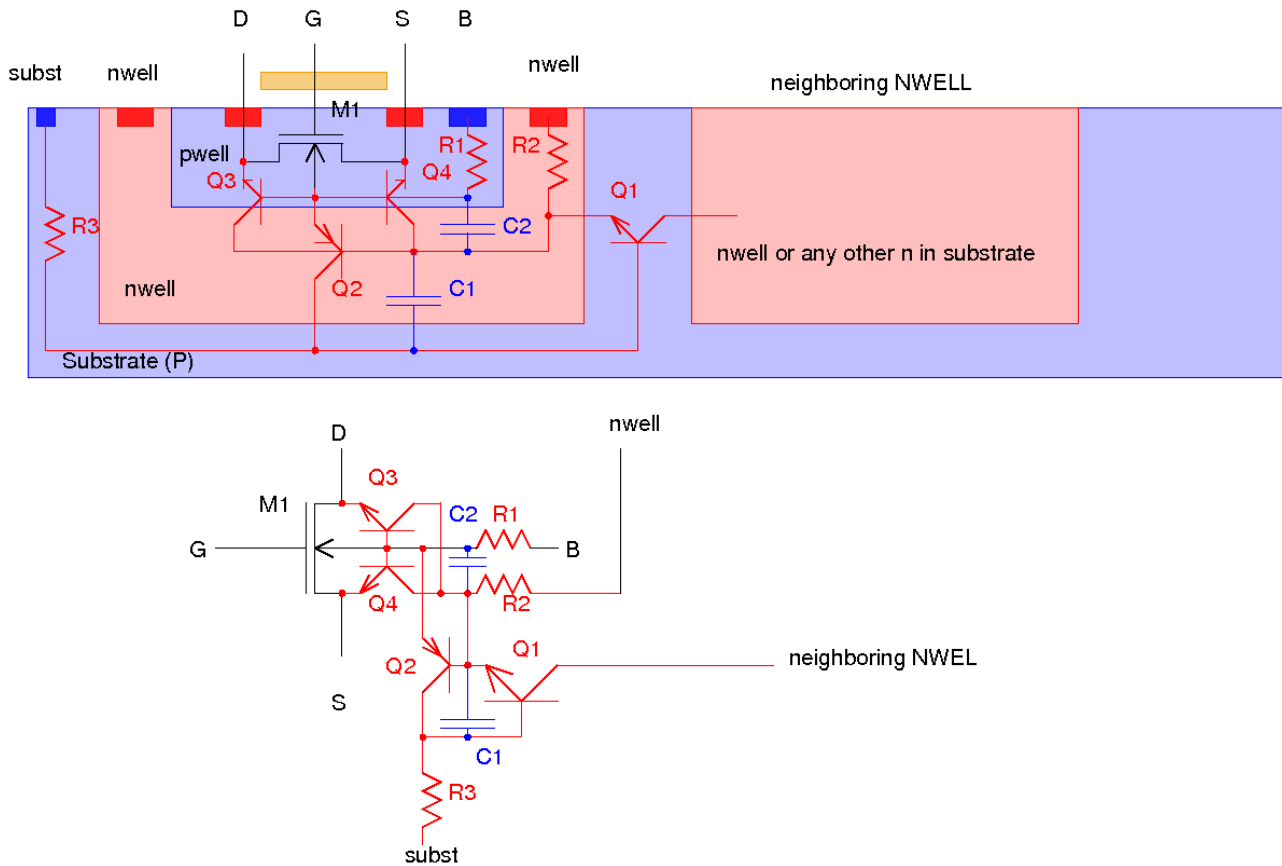 D G S B
subst nwell nwell neighboring NWELL
M1
pwell R1 R2
Q3 Q4 Q1
R3 C2
nwell or any other n in substrate
nwell Q2 C1
Substrate (P)
D nwell
Q3
M1 C2 R1
G B
Q4 R2
Q2 Q1 neighboring NWEL
S
C1
R3
subst